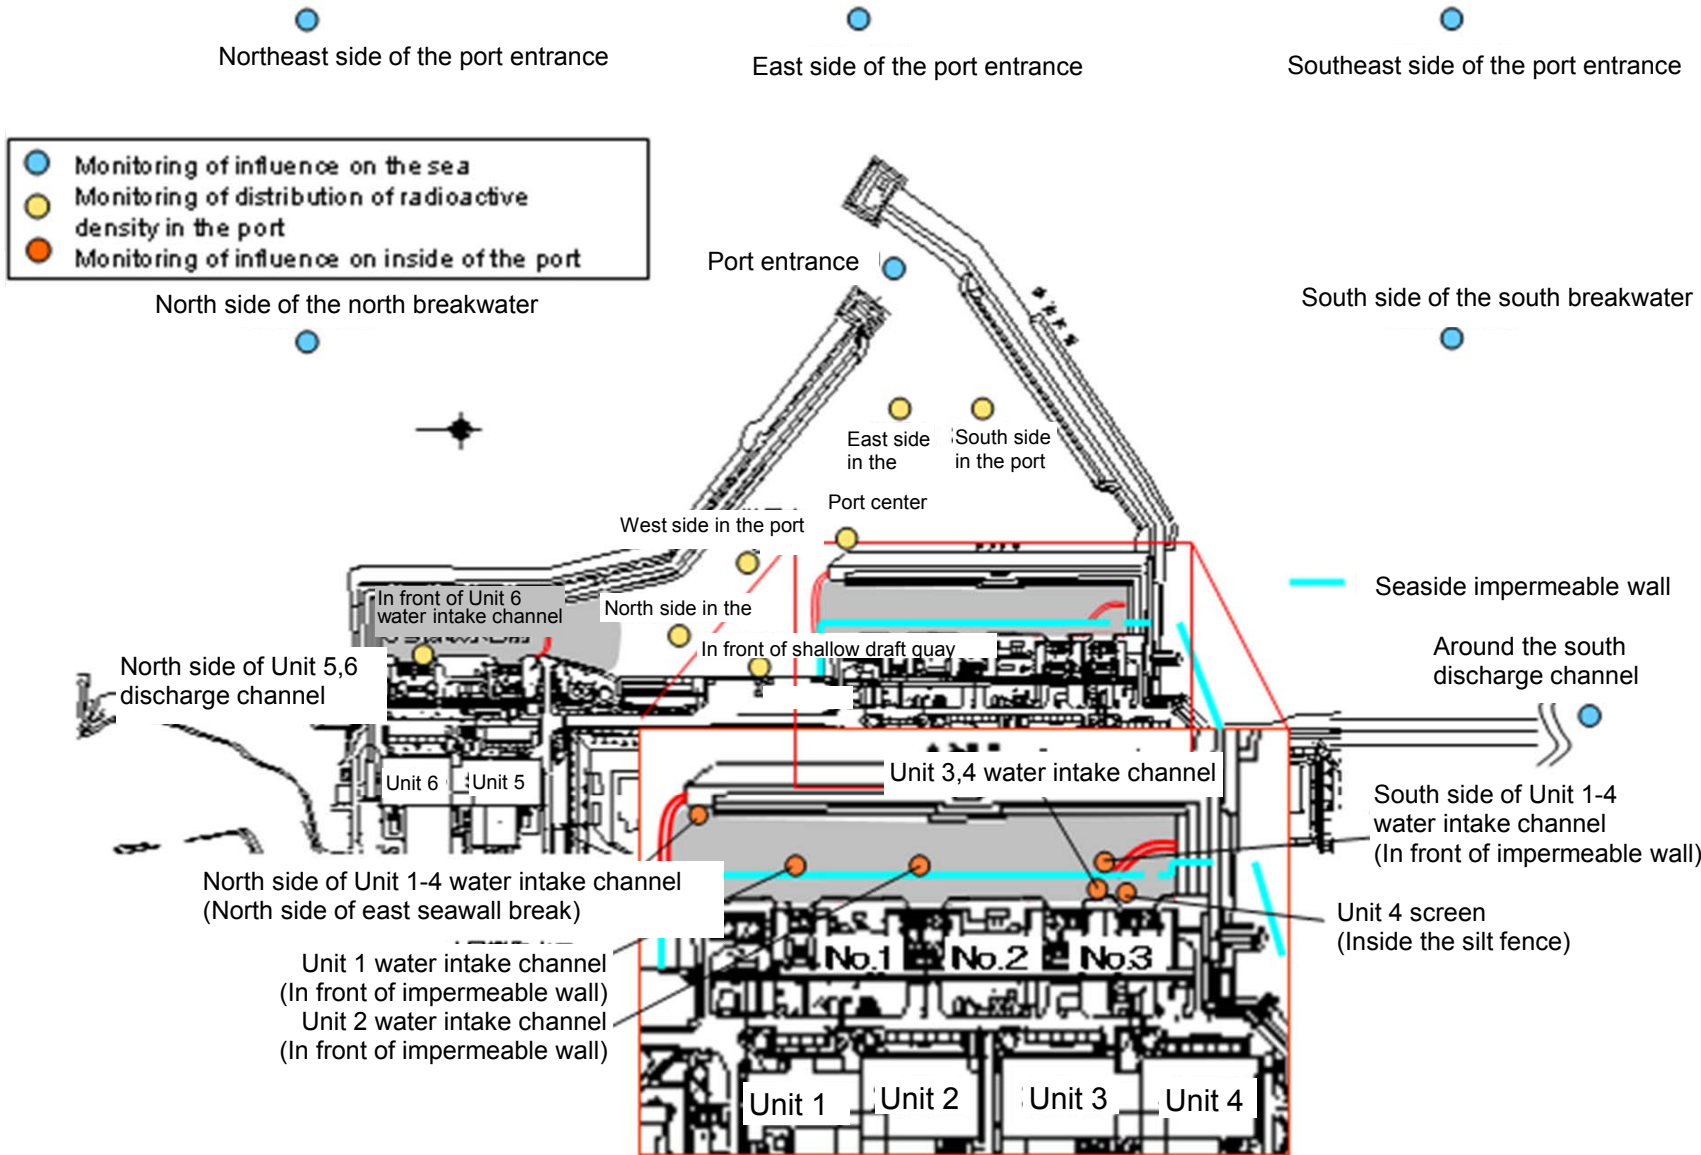 Northeast side of the port entrance
East side of the port entrance
Southeast side of the port entrance
Monitoring of influence on the sea
Monitoring of distribution of radioactive
density in the port
Monitoring of influence on inside of the port
Port entrance
North side of the north breakwater
South side of the south breakwater
East side
in the
South side
in the port
Port center
West side in the port
In front of Unit 6
water intake channel
North side in the
In front of shallow draft quay
Seaside impermeable wall
North side of Unit 5,6
discharge channel
Around the south
discharge channel
Unit 6
Unit 5
Unit 3,4 water intake channel
South side of Unit 1-4
water intake channel
(In front of impermeable wall)
North side of Unit 1-4 water intake channel
(North side of east seawall break)
Unit 4 screen
(Inside the silt fence)
Unit 1 water intake channel
(In front of impermeable wall)
Unit 2 water intake channel
(In front of impermeable wall)
No.1
No.2
No.3
Unit 1
Unit 2
Unit 3
Unit 4